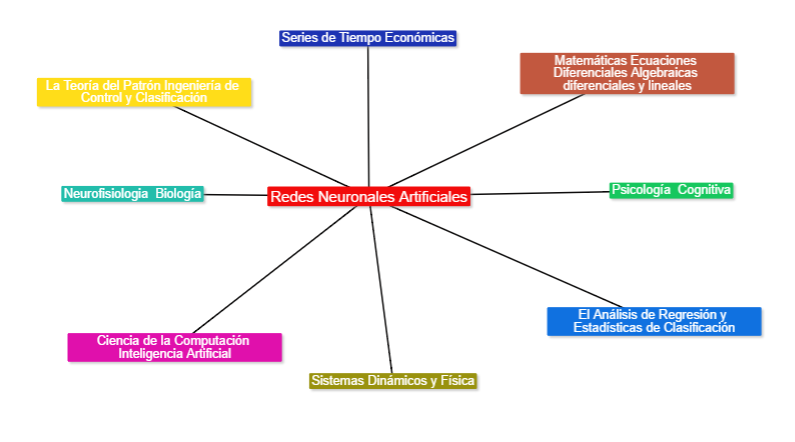 Series de Tiempo Económicas
Matemáticas Ecuaciones
Diferenciales Algebraicas
diferenciales y lineales
La Teoría del Patrón Ingeniería de
Control y Clasificación
Psicología Cognitiva
Neurofisiología Biología
Redes Neuronales Artificiales
El Análisis de Regresión y
Estadísticas de Clasificación
Ciencia de la Computación
Inteligencia Artificial
Sistemas Dinámicos y Física